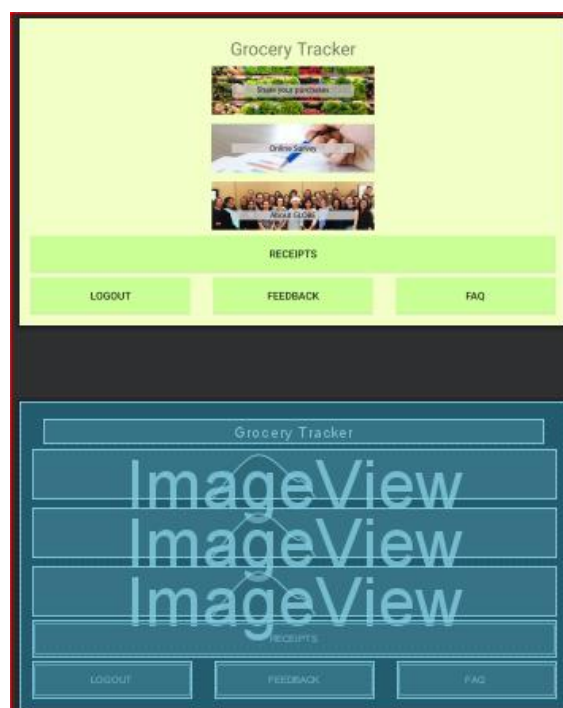 Grocery Tracker
Share your purchases
Online Survey
About GLOBE
RECEIPTS
LOGOUT FEEDBACK FAQ
Grocery Tracker
ImageView
ImageView
ImageView
RECEIPTS
LOGOUT FEEDBACK FAQ